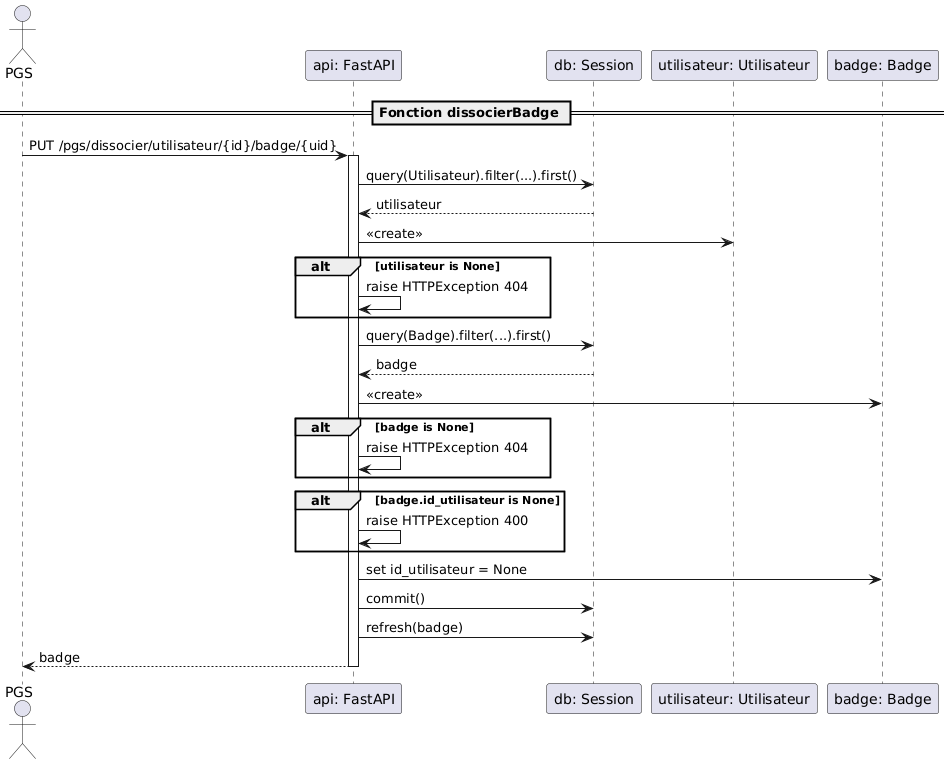 PGS
api: FastAPI
db: Session
utilisateur: Utilisateur
badge: Badge
Fonction dissocierBadge
PUT /pgs/dissocier/utilisateur/{id}/badge/{uid}
query(Utilisateur).filter(...).first()
utilisateur
«create»
alt [utilisateur is None]
raise HTTPException 404
query(Badge).filter(...).first()
badge
«create»
alt [badge is None]
raise HTTPException 404
alt [badge.id_utilisateur is None]
raise HTTPException 400
set id_utilisateur = None
commit()
refresh(badge)
badge
PGS
api: FastAPI
db: Session
utilisateur: Utilisateur
badge: Badge